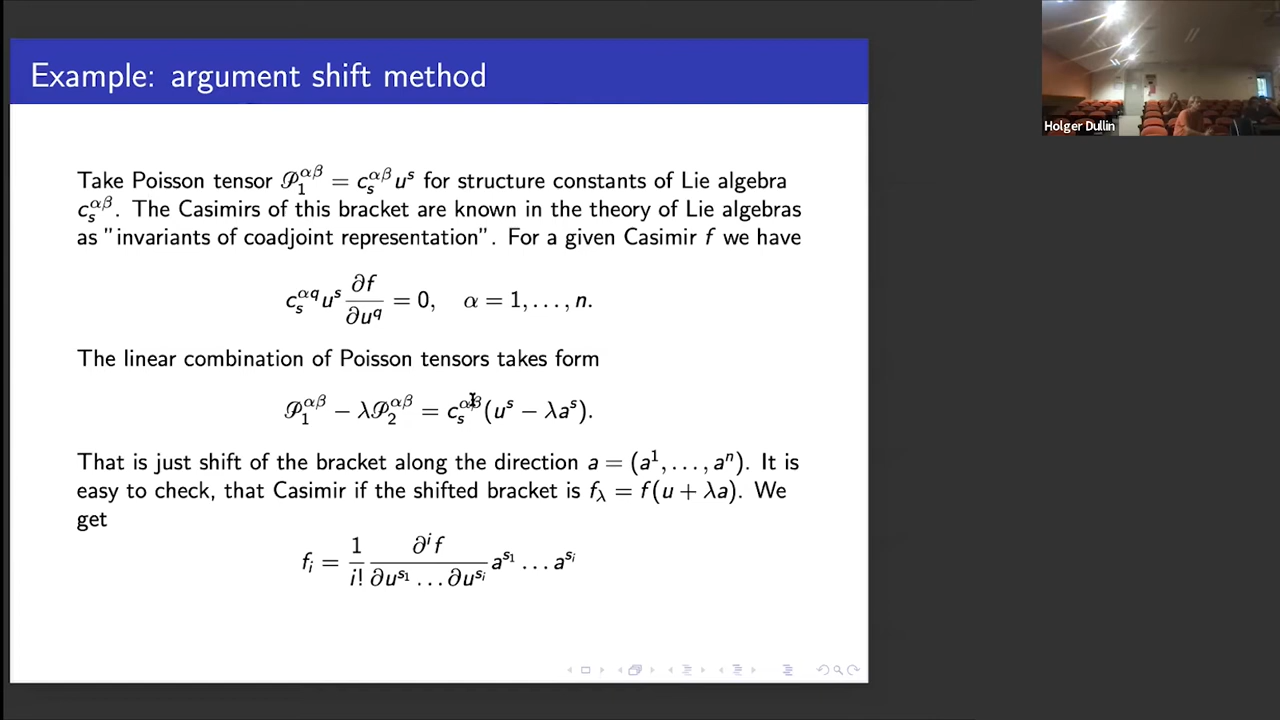 Example: argument shift method
Holger Dullin
Take Poisson tensor 𝒫₁^{αβ} = c_s^{αβ} u^s for structure constants of Lie algebra
c_s^{αβ}. The Casimirs of this bracket are known in the theory of Lie algebras
as "invariants of coadjoint representation". For a given Casimir f we have
c_s^{αq} u^s ∂f/∂u^q = 0, α = 1, . . . , n.
The linear combination of Poisson tensors takes form
𝒫₁^{αβ} − λ𝒫₂^{αβ} = c_s^{αβ}(u^s − λa^s).
That is just shift of the bracket along the direction a = (a¹, . . . , aⁿ). It is
easy to check, that Casimir if the shifted bracket is f_λ = f(u + λa). We
get
f_i = 1/i! ∂^i f/∂u^{s_1} . . . ∂u^{s_i} a^{s_1} . . . a^{s_i}